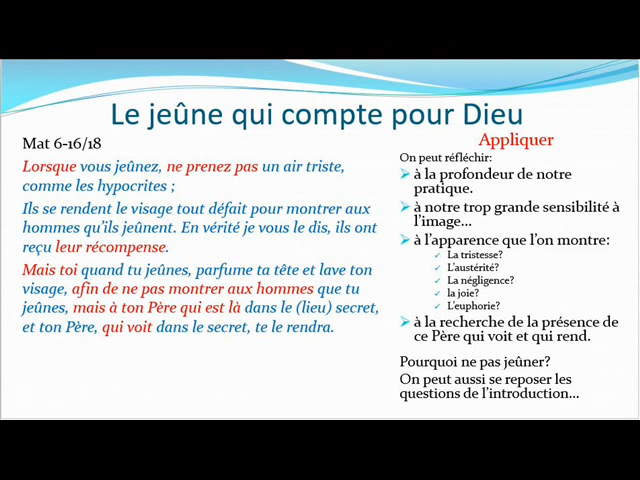 Le jeûne qui compte pour Dieu
Mat 6-16/18
Lorsque vous jeûnez, ne prenez pas un air triste,
comme les hypocrites ;
Ils se rendent le visage tout défait pour montrer aux
hommes qu'ils jeûnent. En vérité je vous le dis, ils ont
reçu leur récompense.
Mais toi quand tu jeûnes, parfume ta tête et lave ton
visage, afin de ne pas montrer aux hommes que tu
jeûnes, mais à ton Père qui est là dans le (lieu) secret,
et ton Père, qui voit dans le secret, te le rendra.
Appliquer
On peut réfléchir:
à la profondeur de notre
pratique.
à notre trop grande sensibilité à
l'image…
à l'apparence que l'on montre:
La tristesse?
L'austérité?
La négligence?
la joie?
L'euphorie?
à la recherche de la présence de
ce Père qui voit et qui rend.
Pourquoi ne pas jeûner?
On peut aussi se reposer les
questions de l'introduction…